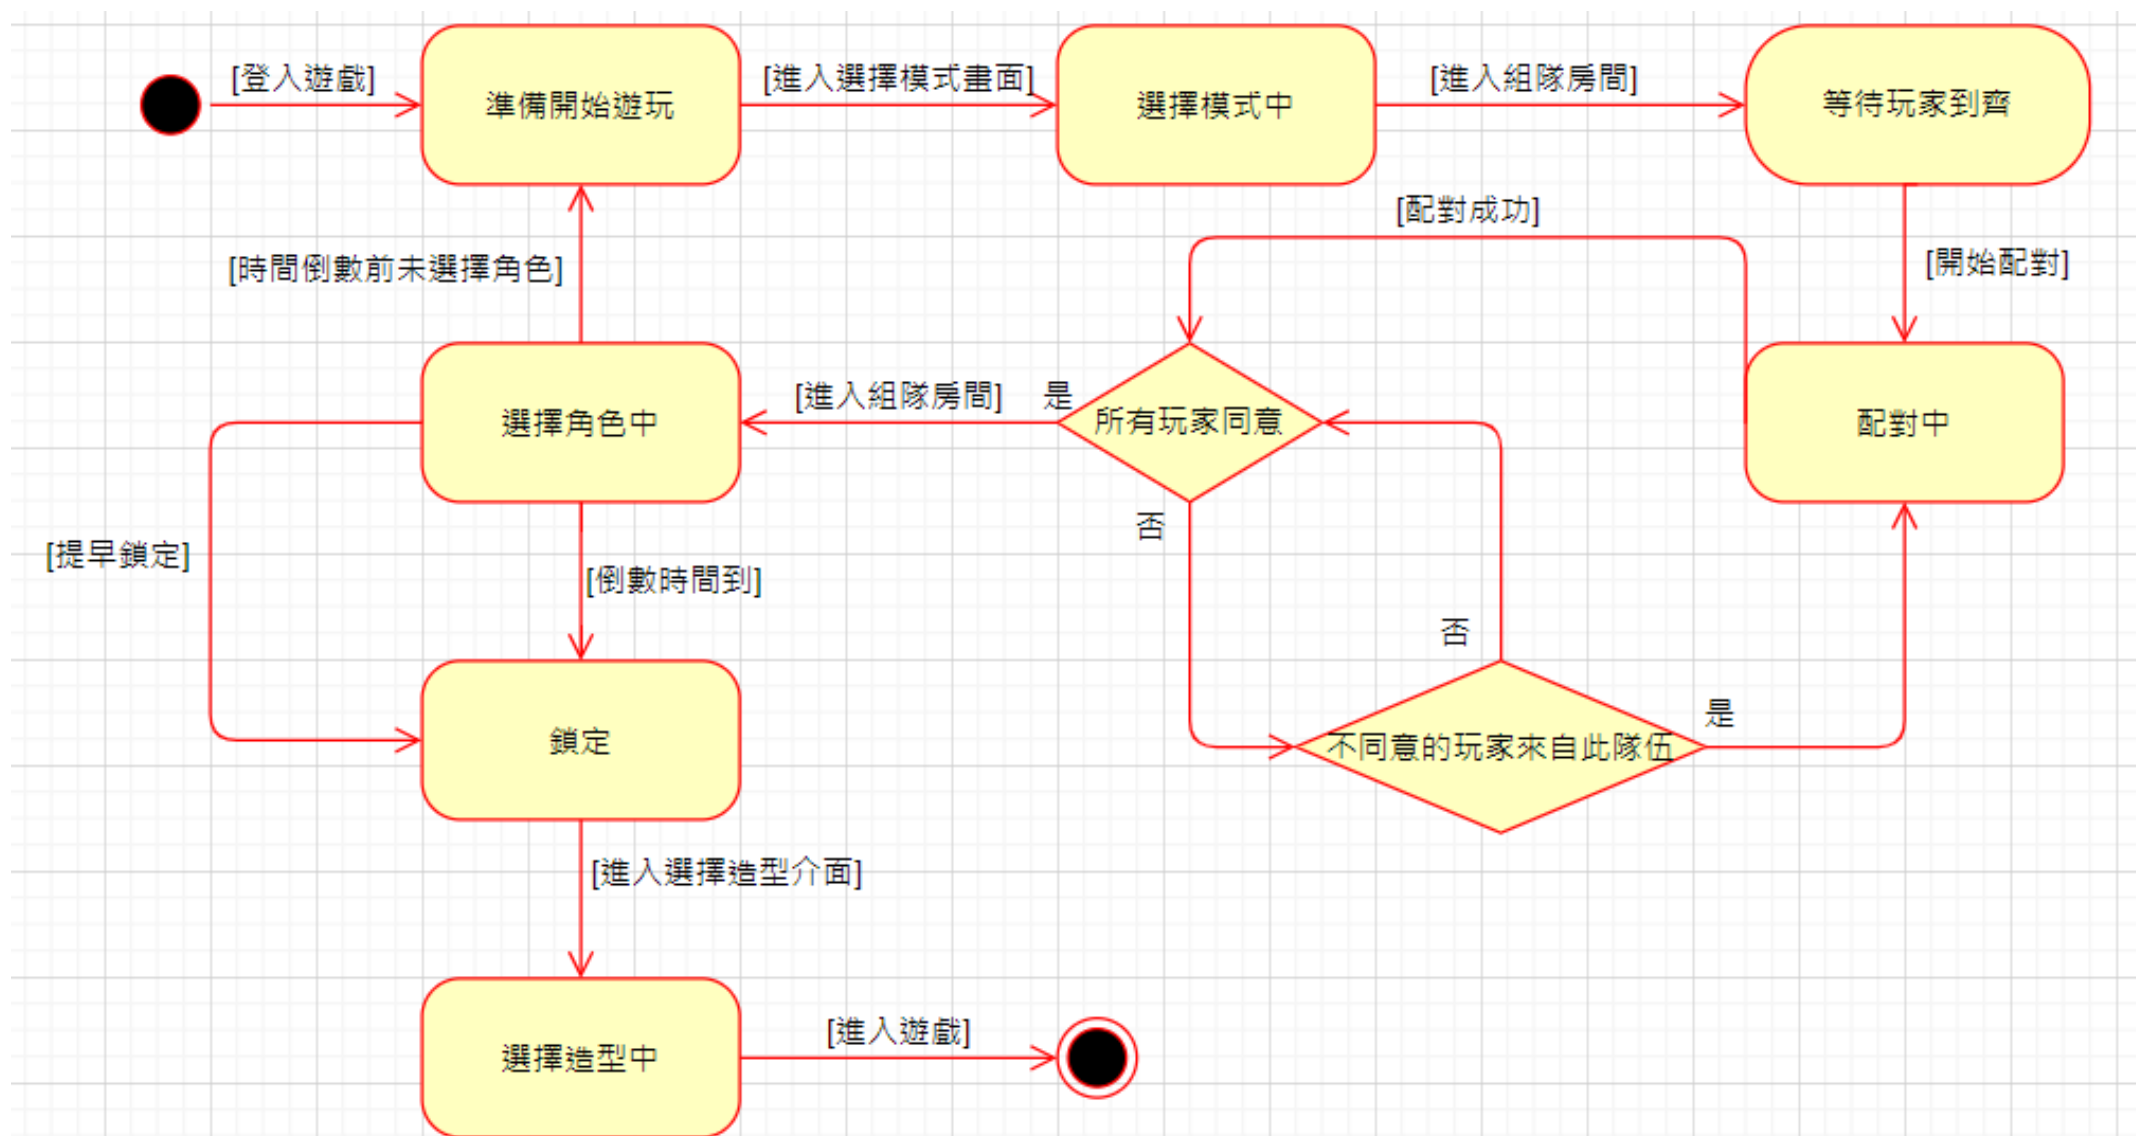 [登入遊戲]
準備開始遊玩
[進入選擇模式畫面]
選擇模式中
[進入組隊房間]
等待玩家到齊
[配對成功]
[開始配對]
[時間倒數前未選擇角色]
選擇角色中
[進入組隊房間]
是
所有玩家同意
配對中
否
[提早鎖定]
[倒數時間到]
否
是
鎖定
不同意的玩家來自此隊伍
[進入選擇造型介面]
選擇造型中
[進入遊戲]